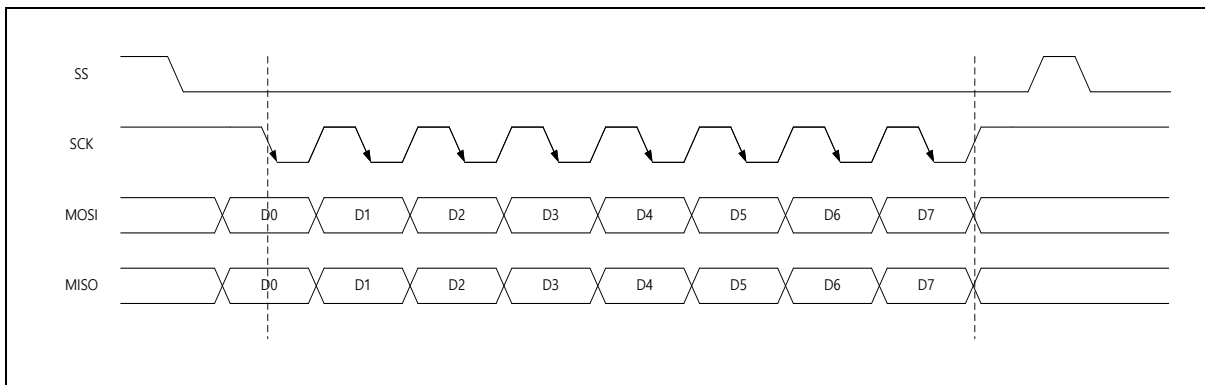 SS
SCK
MOSI D0 D1 D2 D3 D4 D5 D6 D7
MISO D0 D1 D2 D3 D4 D5 D6 D7